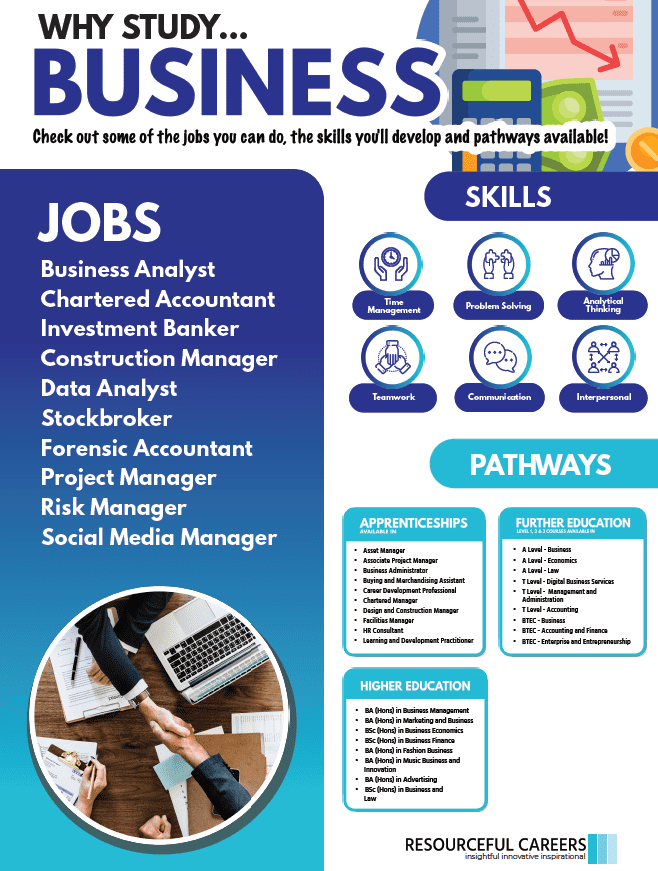 WHY STUDY...
BUSINESS
Check out some of the jobs you can do, the skills you'll develop and pathways available!
JOBS
Business Analyst
Chartered Accountant
Investment Banker
Construction Manager
Data Analyst
Stockbroker
Forensic Accountant
Project Manager
Risk Manager
Social Media Manager
SKILLS
Time
Management
Problem Solving
Analytical
Thinking
Teamwork
Communication
Interpersonal
PATHWAYS
APPRENTICESHIPS
AVAILABLE IN
• Asset Manager
• Associate Project Manager
• Business Administrator
• Buying and Merchandising Assistant
• Career Development Professional
• Chartered Manager
• Design and Construction Manager
• Facilities Manager
• HR Consultant
• Learning and Development Practitioner
FURTHER EDUCATION
LEVEL 1, 2 & 3 COURSES AVAILABLE IN
• A Level - Business
• A Level - Economics
• A Level - Law
• T Level - Digital Business Services
• T Level - Management and
Administration
• T Level - Accounting
• BTEC - Business
• BTEC - Accounting and Finance
• BTEC - Enterprise and Entrepreneurship
HIGHER EDUCATION
• BA (Hons) in Business Management
• BA (Hons) in Marketing and Business
• BSc (Hons) in Business Economics
• BSc (Hons) in Business Finance
• BA (Hons) in Fashion Business
• BA (Hons) in Music Business and
Innovation
• BA (Hons) in Advertising
• BSc (Hons) in Business and
Law
RESOURCEFUL CAREERS
insightful innovative inspirational